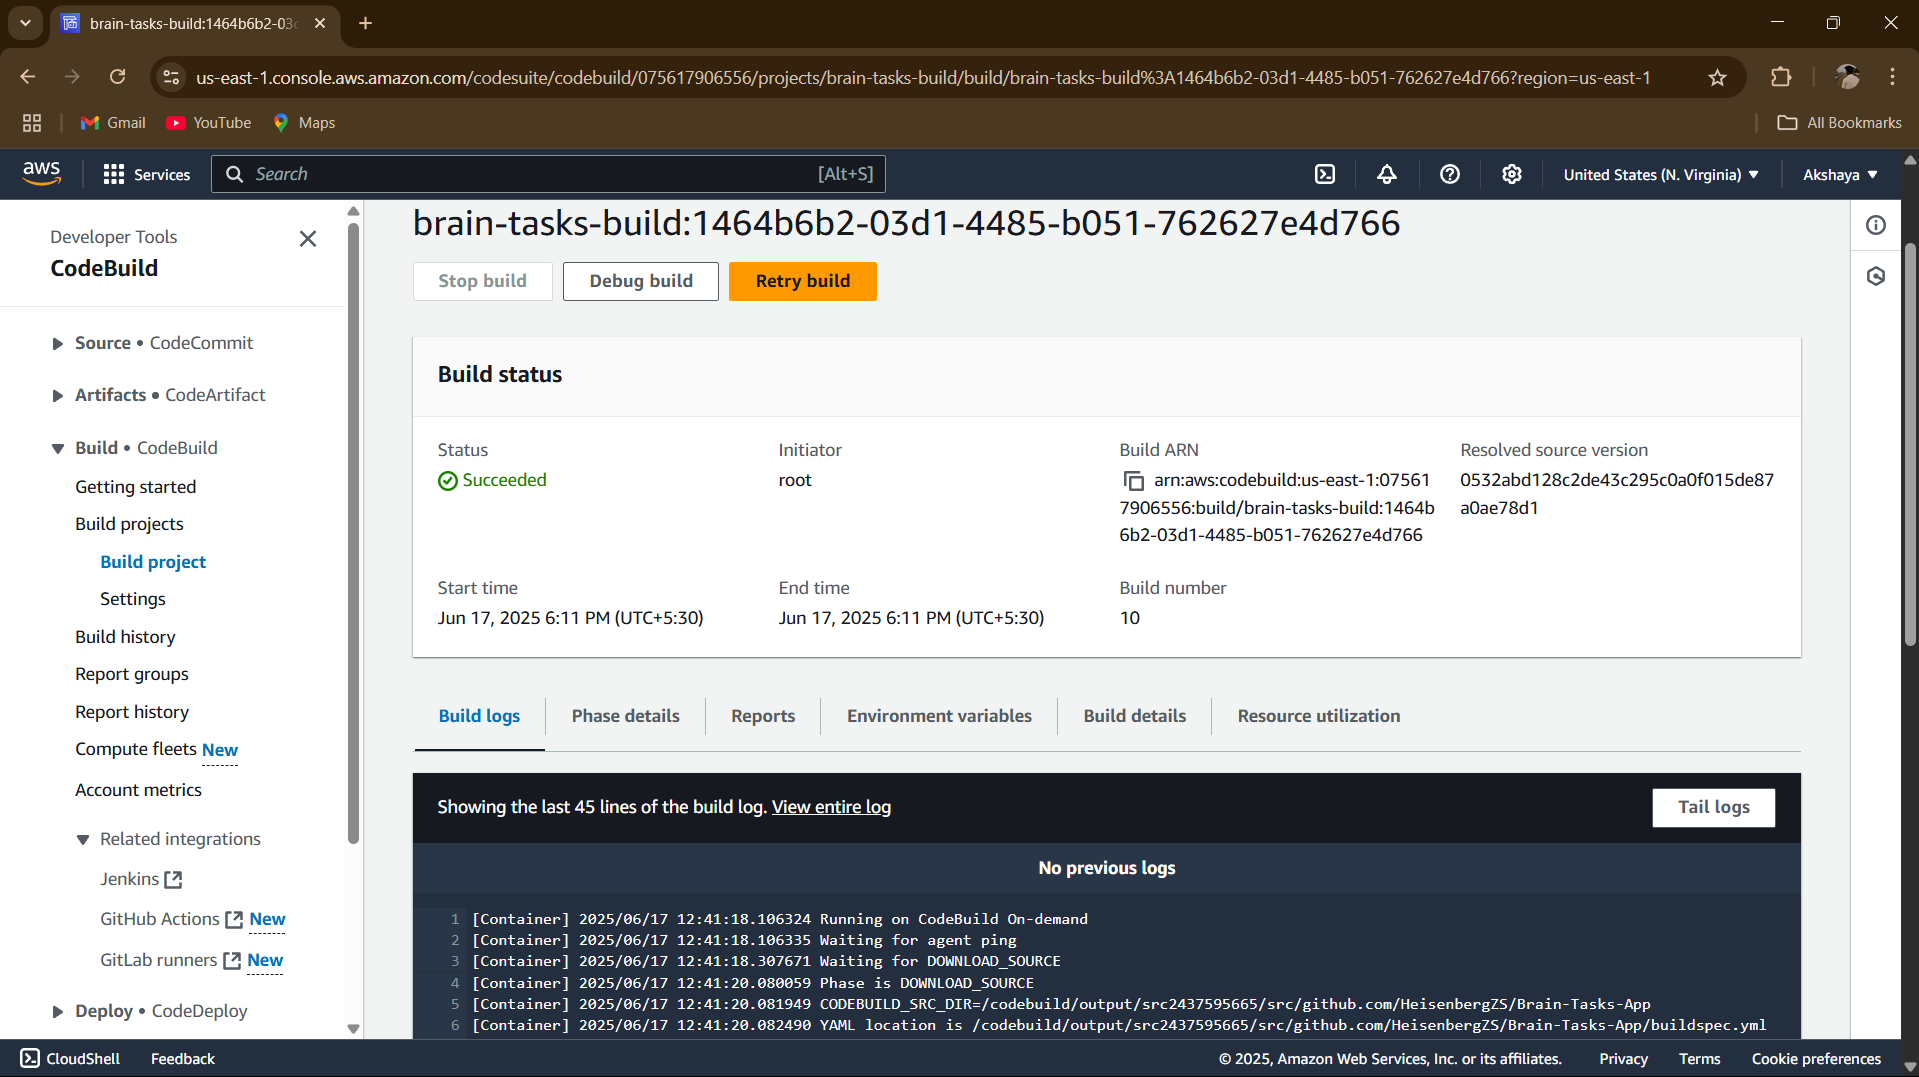 brain-tasks-build:1464b6b2-03
us-east-1.console.aws.amazon.com/codesuite/codebuild/075617906556/projects/brain-tasks-build/build/brain-tasks-build%3A1464b6b2-03d1-4485-b051-762627e4d766?region=us-east-1
Gmail YouTube Maps All Bookmarks
aws Services Search [Alt+S] United States (N. Virginia) Akshaya
Developer Tools
CodeBuild
Source • CodeCommit
Artifacts • CodeArtifact
Build • CodeBuild
Getting started
Build projects
Build project
Settings
Build history
Report groups
Report history
Compute fleets New
Account metrics
Related integrations
Jenkins
GitHub Actions New
GitLab runners New
Deploy • CodeDeploy
brain-tasks-build:1464b6b2-03d1-4485-b051-762627e4d766
Stop build Debug build Retry build
Build status
Status
Succeeded
Initiator
root
Build ARN
arn:aws:codebuild:us-east-1:07561
7906556:build/brain-tasks-build:1464b
6b2-03d1-4485-b051-762627e4d766
Resolved source version
0532abd128c2de43c295c0a0f015de87
a0ae78d1
Start time
Jun 17, 2025 6:11 PM (UTC+5:30)
End time
Jun 17, 2025 6:11 PM (UTC+5:30)
Build number
10
Build logs Phase details Reports Environment variables Build details Resource utilization
Showing the last 45 lines of the build log. View entire log Tail logs
No previous logs
1 [Container] 2025/06/17 12:41:18.106324 Running on CodeBuild On-demand
2 [Container] 2025/06/17 12:41:18.106335 Waiting for agent ping
3 [Container] 2025/06/17 12:41:18.307671 Waiting for DOWNLOAD_SOURCE
4 [Container] 2025/06/17 12:41:20.080059 Phase is DOWNLOAD_SOURCE
5 [Container] 2025/06/17 12:41:20.081949 CODEBUILD_SRC_DIR=/codebuild/output/src2437595665/src/github.com/HeisenbergZS/Brain-Tasks-App
6 [Container] 2025/06/17 12:41:20.082490 YAML location is /codebuild/output/src2437595665/src/github.com/HeisenbergZS/Brain-Tasks-App/buildspec.yml
CloudShell Feedback © 2025, Amazon Web Services, Inc. or its affiliates. Privacy Terms Cookie preferences